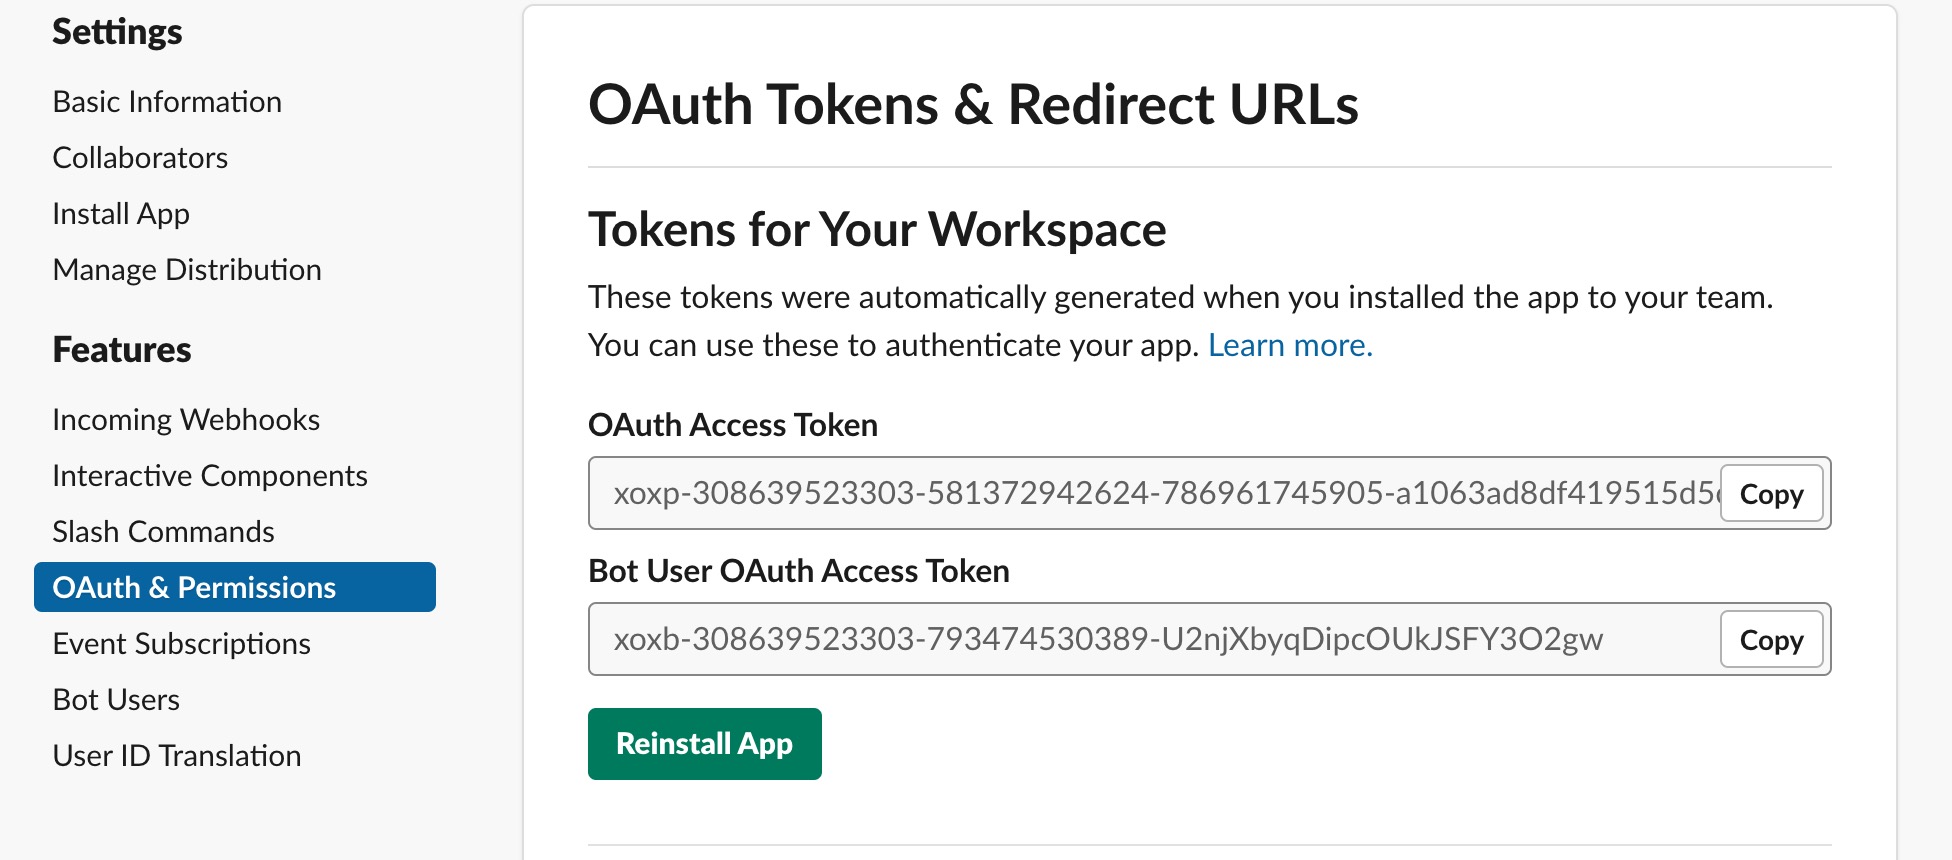 Settings
Basic Information
Collaborators
Install App
Manage Distribution
Features
Incoming Webhooks
Interactive Components
Slash Commands
OAuth & Permissions
Event Subscriptions
Bot Users
User ID Translation
OAuth Tokens & Redirect URLs
Tokens for Your Workspace
These tokens were automatically generated when you installed the app to your team.
You can use these to authenticate your app. Learn more.
OAuth Access Token
xoxp-308639523303-581372942624-786961745905-a1063ad8df419515d5 Copy
Bot User OAuth Access Token
xoxb-308639523303-793474530389-U2njXbyqDipcOUkJSFY3O2gw Copy
Reinstall App